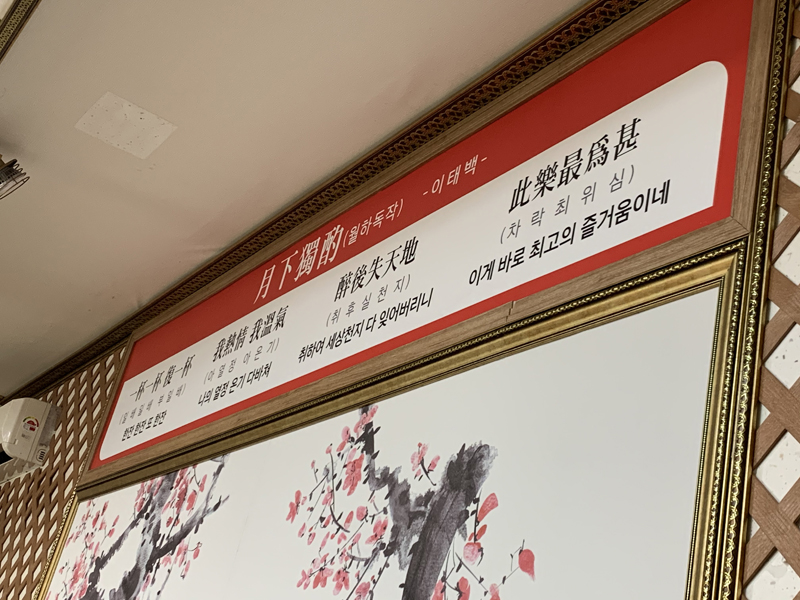 月下獨酌 (월하독작) -이태백-
一杯一杯 復一杯
(일배일배 부일배)
한잔 한잔 또 한잔
我熱情 我溫氣
(아열정 아온기)
나의 열정 온기 다바쳐
醉後失天地
(취후실천지)
취하여 세상천지 다 잊어버리니
此樂最爲甚
(차락최위심)
이게 바로 최고의 즐거움이네